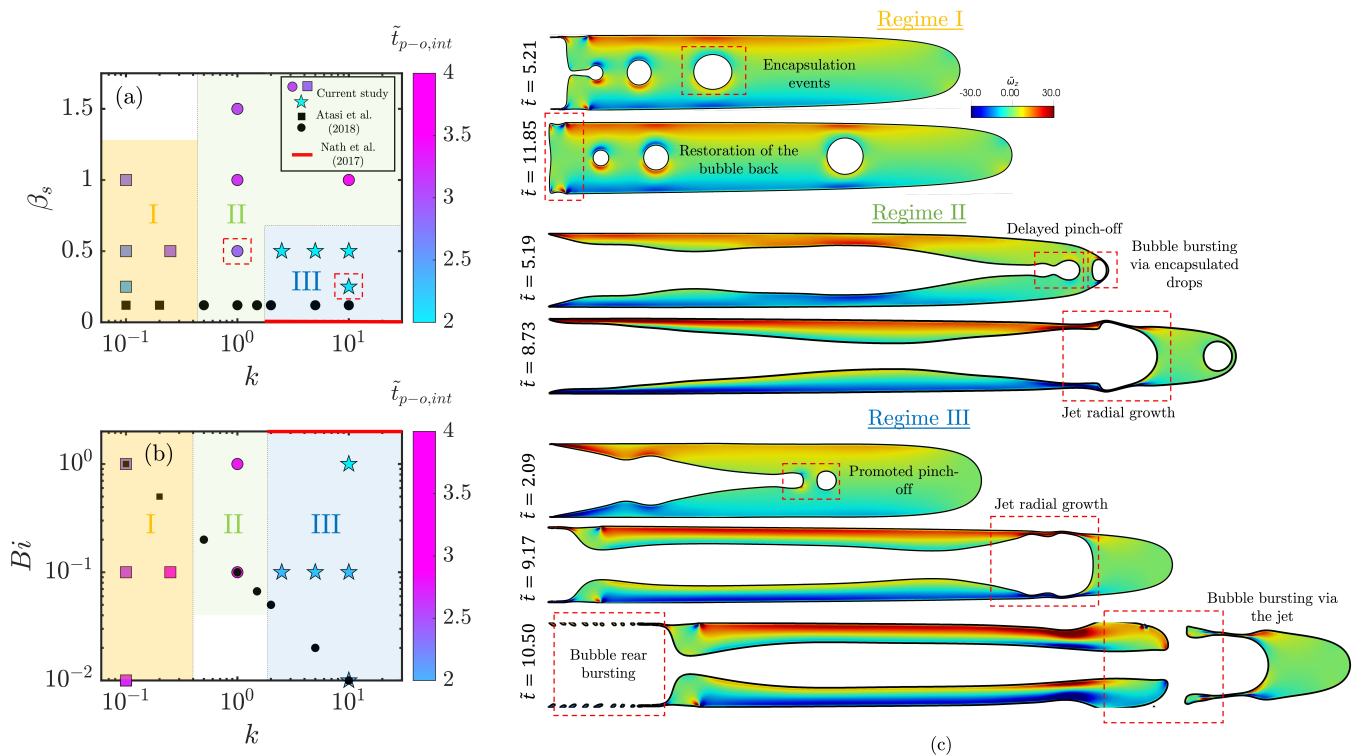 t̃p−o,int
4
3.5
3
2.5
2
(a)
Current study
Atasi et al.
(2018)
Nath et al.
(2017)
1.5
1
0.5
0
βs
I
II
III
10⁻¹
10⁰
10¹
k
t̃p−o,int
4
3.5
3
2.5
2
(b)
10⁰
10⁻¹
10⁻²
Bi
I
II
III
10⁻¹
10⁰
10¹
k
Regime I
t̃ = 5.21
Encapsulation
events
ω̃z
-30.0 0.00 30.0
t̃ = 11.85
Restoration of the
bubble back
Regime II
t̃ = 5.19
Delayed pinch-off
Bubble bursting
via encapsulated
drops
t̃ = 8.73
Jet radial growth
Regime III
t̃ = 2.09
Promoted pinch-
off
t̃ = 9.17
Jet radial growth
t̃ = 10.50
Bubble rear
bursting
Bubble bursting via
the jet
(c)